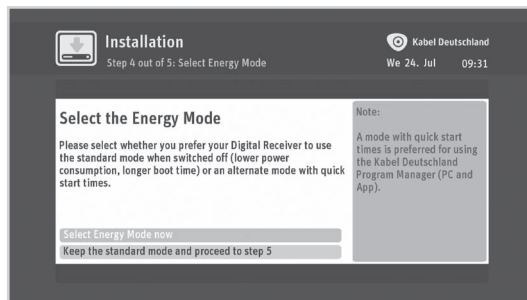 Installation
Kabel Deutschland
Step 4 out of 5: Select Energy Mode
We 24. Jul 09:31
Select the Energy Mode
Please select whether you prefer your Digital Receiver to use
the standard mode when switched off (lower power
consumption, longer boot time) or an alternate mode with quick
start times.
Select Energy Mode now
Keep the standard mode and proceed to step 5
Note:
A mode with quick start
times is preferred for using
the Kabel Deutschland
Program Manager (PC and
App).